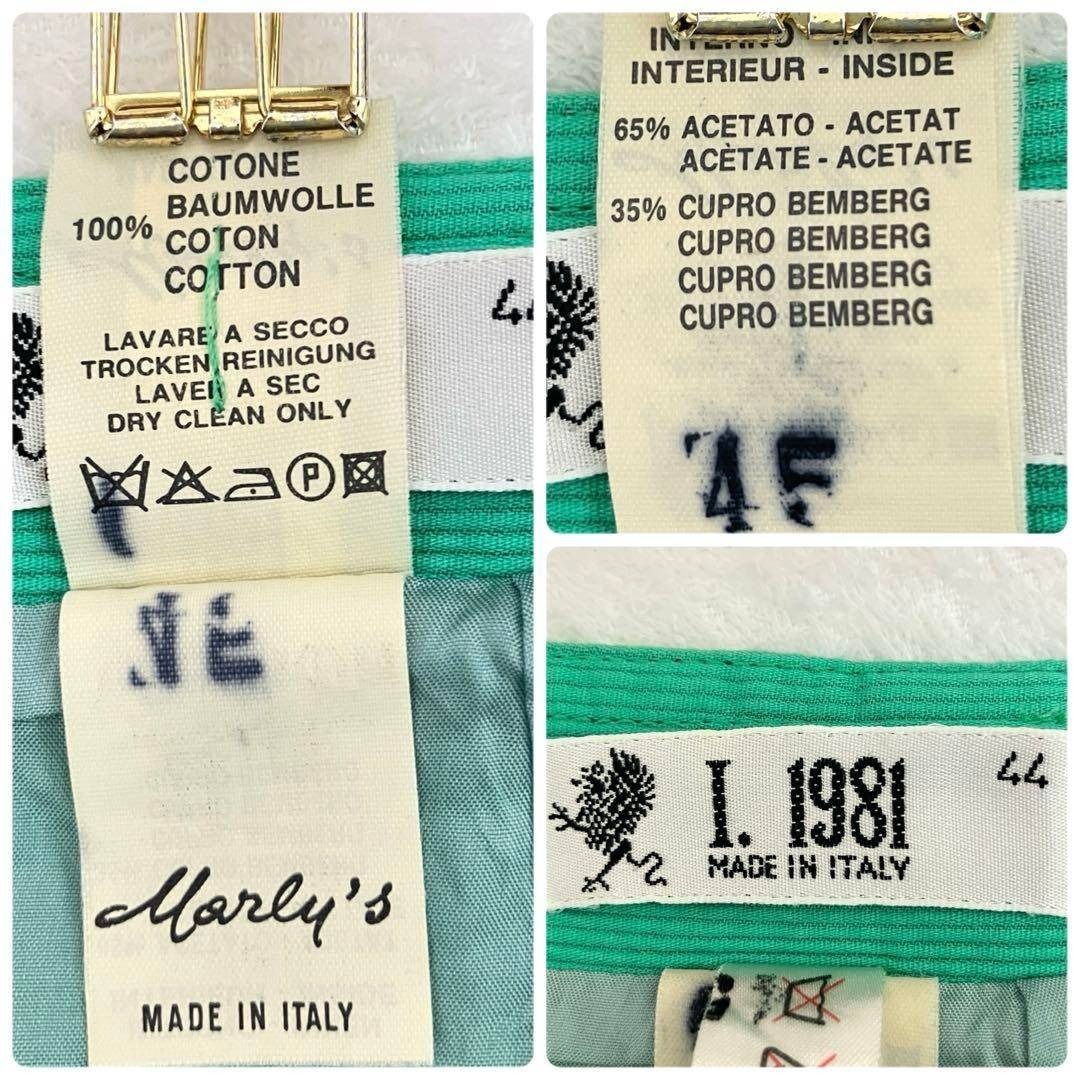 COTONE
BAUMWOLLE
100% COTON
COTTON
LAVARE A SECCO
TROCKEN REINIGUNG
LAVER A SEC
DRY CLEAN ONLY
P
Marly's
MADE IN ITALY
INTERIEUR - INSIDE
65% ACETATO - ACETAT
ACÈTATE - ACETATE
35% CUPRO BEMBERG
CUPRO BEMBERG
CUPRO BEMBERG
CUPRO BEMBERG
I. 1981
MADE IN ITALY
44